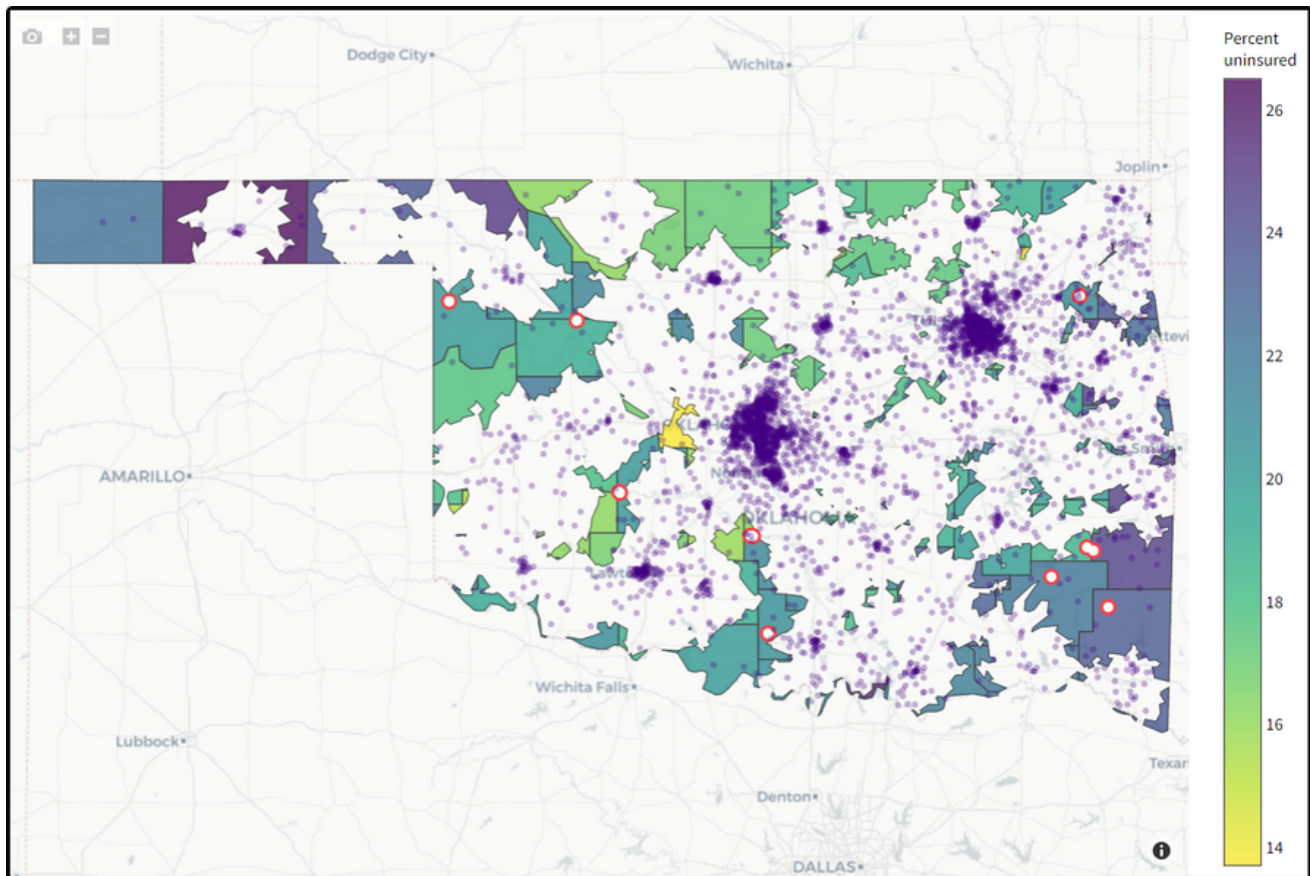 Dodge City
Wichita
Percent
uninsured
26
Joplin
24
22
AMARILLO
20
OKLAHOMA
18
Wichita Falls
16
Lubbock
Denton
14
DALLAS